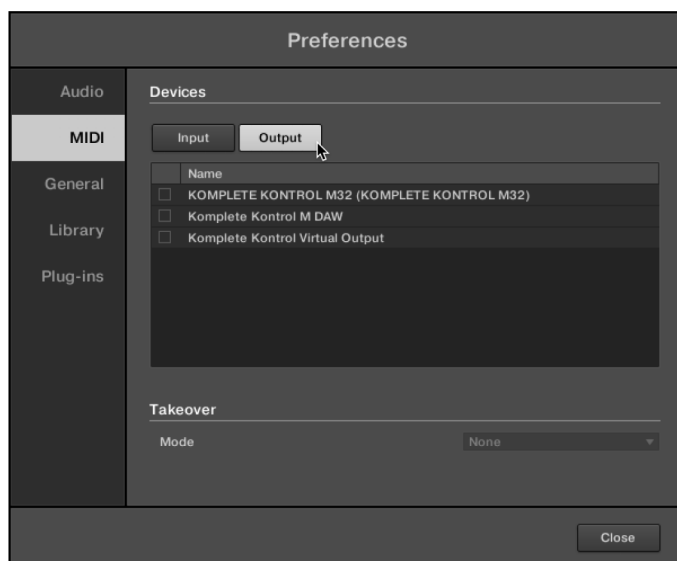 Preferences
Audio
MIDI
General
Library
Plug-ins
Devices
Input Output
Name
KOMPLETE KONTROL M32 (KOMPLETE KONTROL M32)
Komplete Kontrol M DAW
Komplete Kontrol Virtual Output
Takeover
Mode None
Close